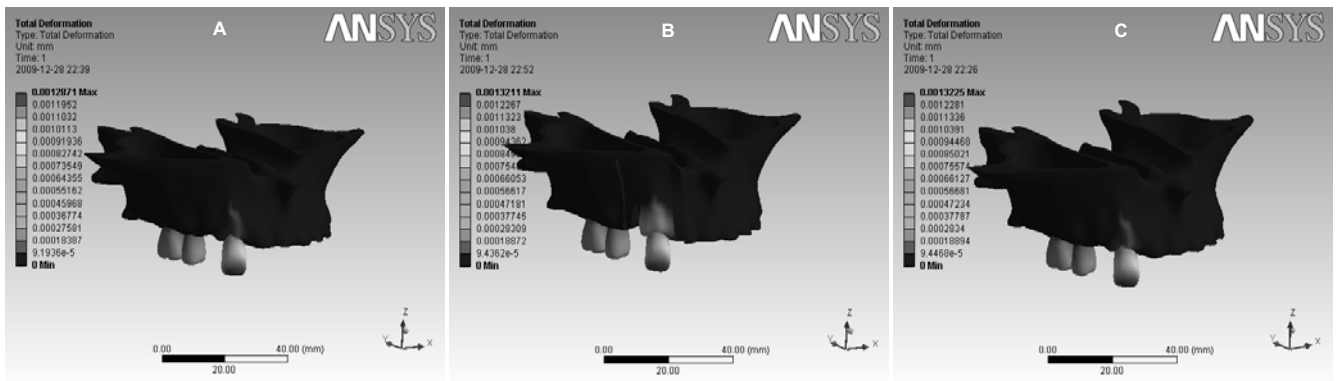 Total Deformation
Type: Total Deformation
Unit: mm
Time: 1
2009-12-28 22:39
A
ANSYS
0.0012871 Max
0.0011952
0.0011032
0.0010113
0.00091936
0.00082742
0.00073549
0.00064355
0.00055162
0.00045968
0.00036774
0.00027581
0.00018387
9.1936e-5
0 Min
Z
Y
X
0.00
40.00 (mm)
20.00
Total Deformation
Type: Total Deformation
Unit: mm
Time: 1
2009-12-28 22:52
B
ANSYS
0.0013211 Max
0.0012267
0.0011323
0.001038
0.00094362
0.00066053
0.00056617
0.00047181
0.00037745
0.00028309
0.00018872
9.4362e-5
0 Min
Z
Y
X
0.00
40.00 (mm)
20.00
Total Deformation
Type: Total Deformation
Unit: mm
Time: 1
2009-12-28 22:26
C
ANSYS
0.0013225 Max
0.0012281
0.0011336
0.0010391
0.00094468
0.00085021
0.00075574
0.00066127
0.00056681
0.00047234
0.00037787
0.0002834
0.00018894
9.4468e-5
0 Min
Z
Y
X
0.00
40.00 (mm)
20.00